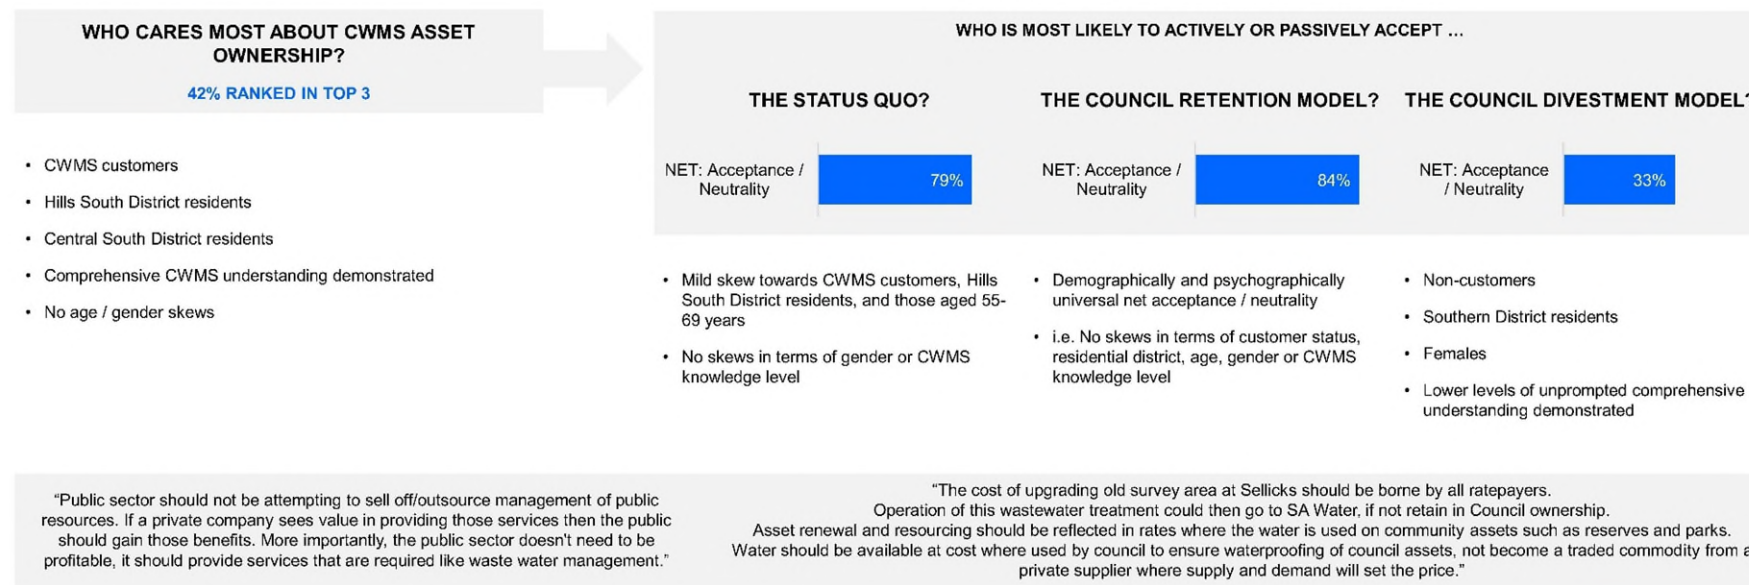 WHO CARES MOST ABOUT CWMS ASSET
OWNERSHIP?
42% RANKED IN TOP 3
• CWMS customers
• Hills South District residents
• Central South District residents
• Comprehensive CWMS understanding demonstrated
• No age / gender skews
WHO IS MOST LIKELY TO ACTIVELY OR PASSIVELY ACCEPT ...
THE STATUS QUO?
NET: Acceptance /
Neutrality
79%
• Mild skew towards CWMS customers, Hills
South District residents, and those aged 55-
69 years
• No skews in terms of gender or CWMS
knowledge level
THE COUNCIL RETENTION MODEL?
NET: Acceptance /
Neutrality
84%
• Demographically and psychographically
universal net acceptance / neutrality
• i.e. No skews in terms of customer status,
residential district, age, gender or CWMS
knowledge level
THE COUNCIL DIVESTMENT MODEL?
NET: Acceptance
/ Neutrality
33%
• Non-customers
• Southern District residents
• Females
• Lower levels of unprompted comprehensive
understanding demonstrated
“Public sector should not be attempting to sell off/outsource management of public
resources. If a private company sees value in providing those services then the public
should gain those benefits. More importantly, the public sector doesn't need to be
profitable, it should provide services that are required like waste water management.”
“The cost of upgrading old survey area at Sellicks should be borne by all ratepayers.
Operation of this wastewater treatment could then go to SA Water, if not retain in Council ownership.
Asset renewal and resourcing should be reflected in rates where the water is used on community assets such as reserves and parks.
Water should be available at cost where used by council to ensure waterproofing of council assets, not become a traded commodity from a
private supplier where supply and demand will set the price.”